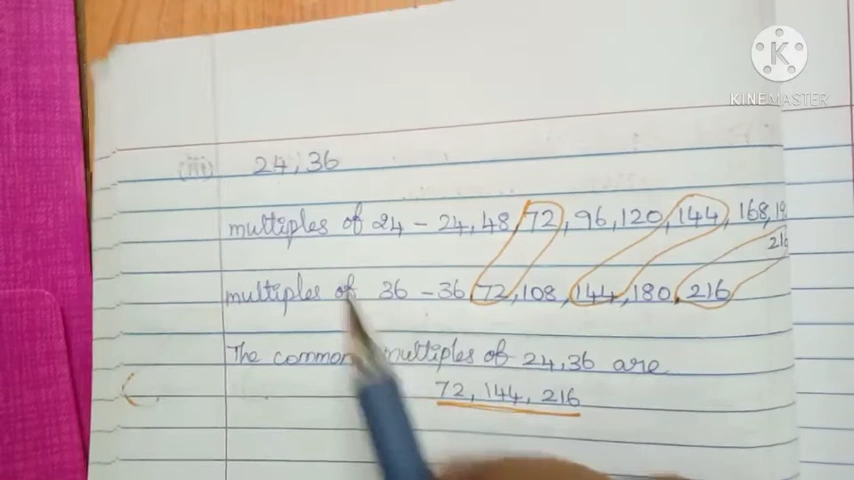 K
KINEMASTER
(iii) 24, 36
multiples of 24 - 24, 48, 72, 96, 120, 144, 168, 19
216
multiples of 36 - 36, 72, 108, 144, 180, 216
The common multiples of 24, 36 are
72, 144, 216